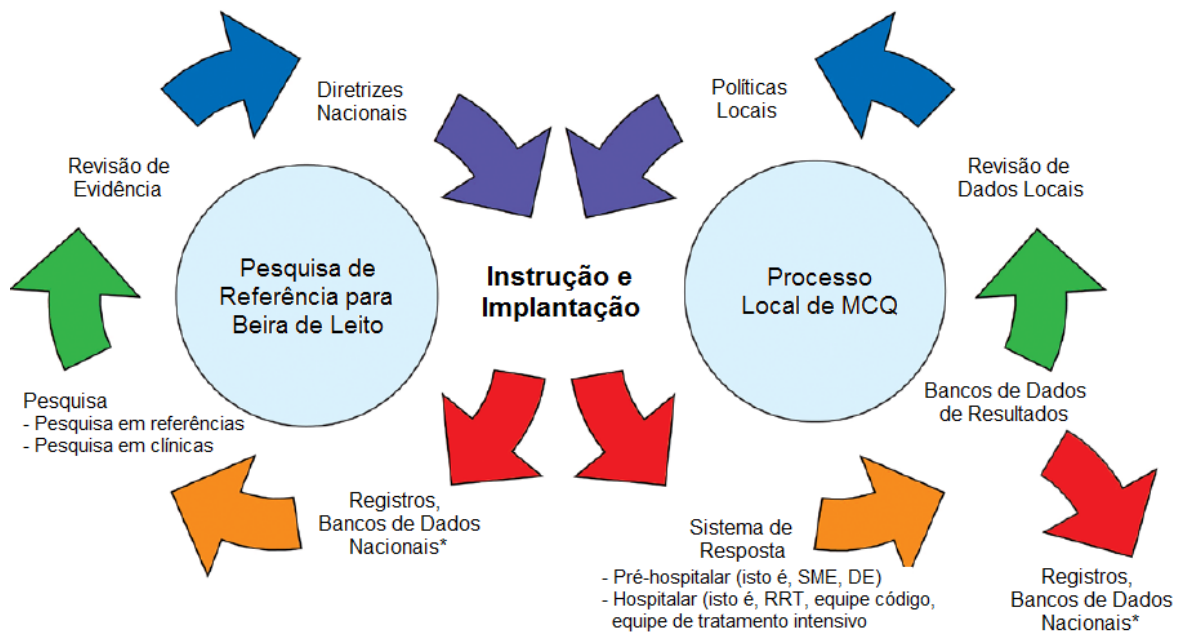 Diretrizes
Nacionais
Políticas
Locais
Revisão de
Evidência
Revisão de
Dados Locais
Pesquisa de
Referência para
Beira de Leito
Instrução e
Implantação
Processo
Local de MCQ
Pesquisa
- Pesquisa em referências
- Pesquisa em clínicas
Bancos de Dados
de Resultados
Registros,
Bancos de Dados
Nacionais*
Sistema de
Resposta
- Pré-hospitalar (isto é, SME, DE)
- Hospitalar (isto é, RRT, equipe código,
equipe de tratamento intensivo
Registros,
Bancos de Dados
Nacionais*